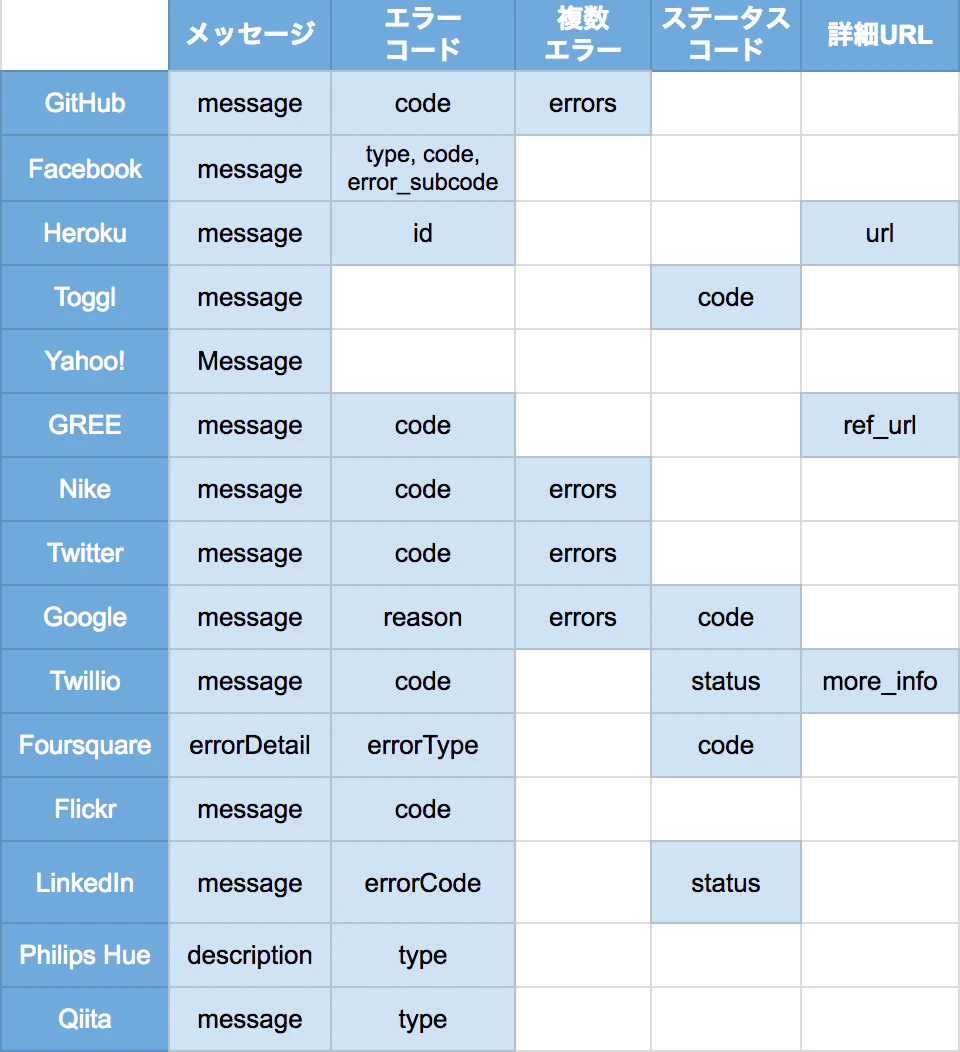 メッセージ エラーコード 複数エラー ステータスコード 詳細URL
GitHub message code errors
Facebook message type, code, error_subcode
Heroku message id url
Toggl message code
Yahoo! Message
GREE message code ref_url
Nike message code errors
Twitter message code errors
Google message reason errors code
Twillio message code status more_info
Foursquare errorDetail errorType code
Flickr message code
LinkedIn message errorCode status
Philips Hue description type
Qiita message type